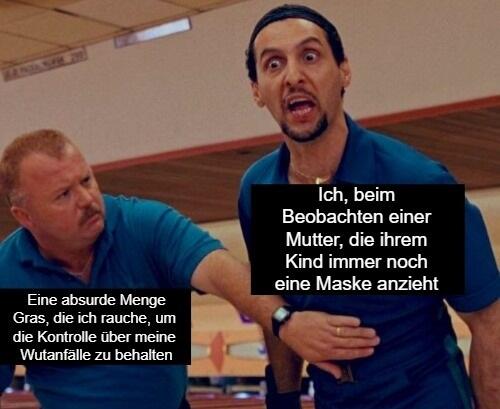 Ich, beim
Beobachten einer
Mutter, die ihrem
Kind immer noch
eine Maske anzieht
Eine absurde Menge
Gras, die ich rauche, um
die Kontrolle über meine
Wutanfälle zu behalten